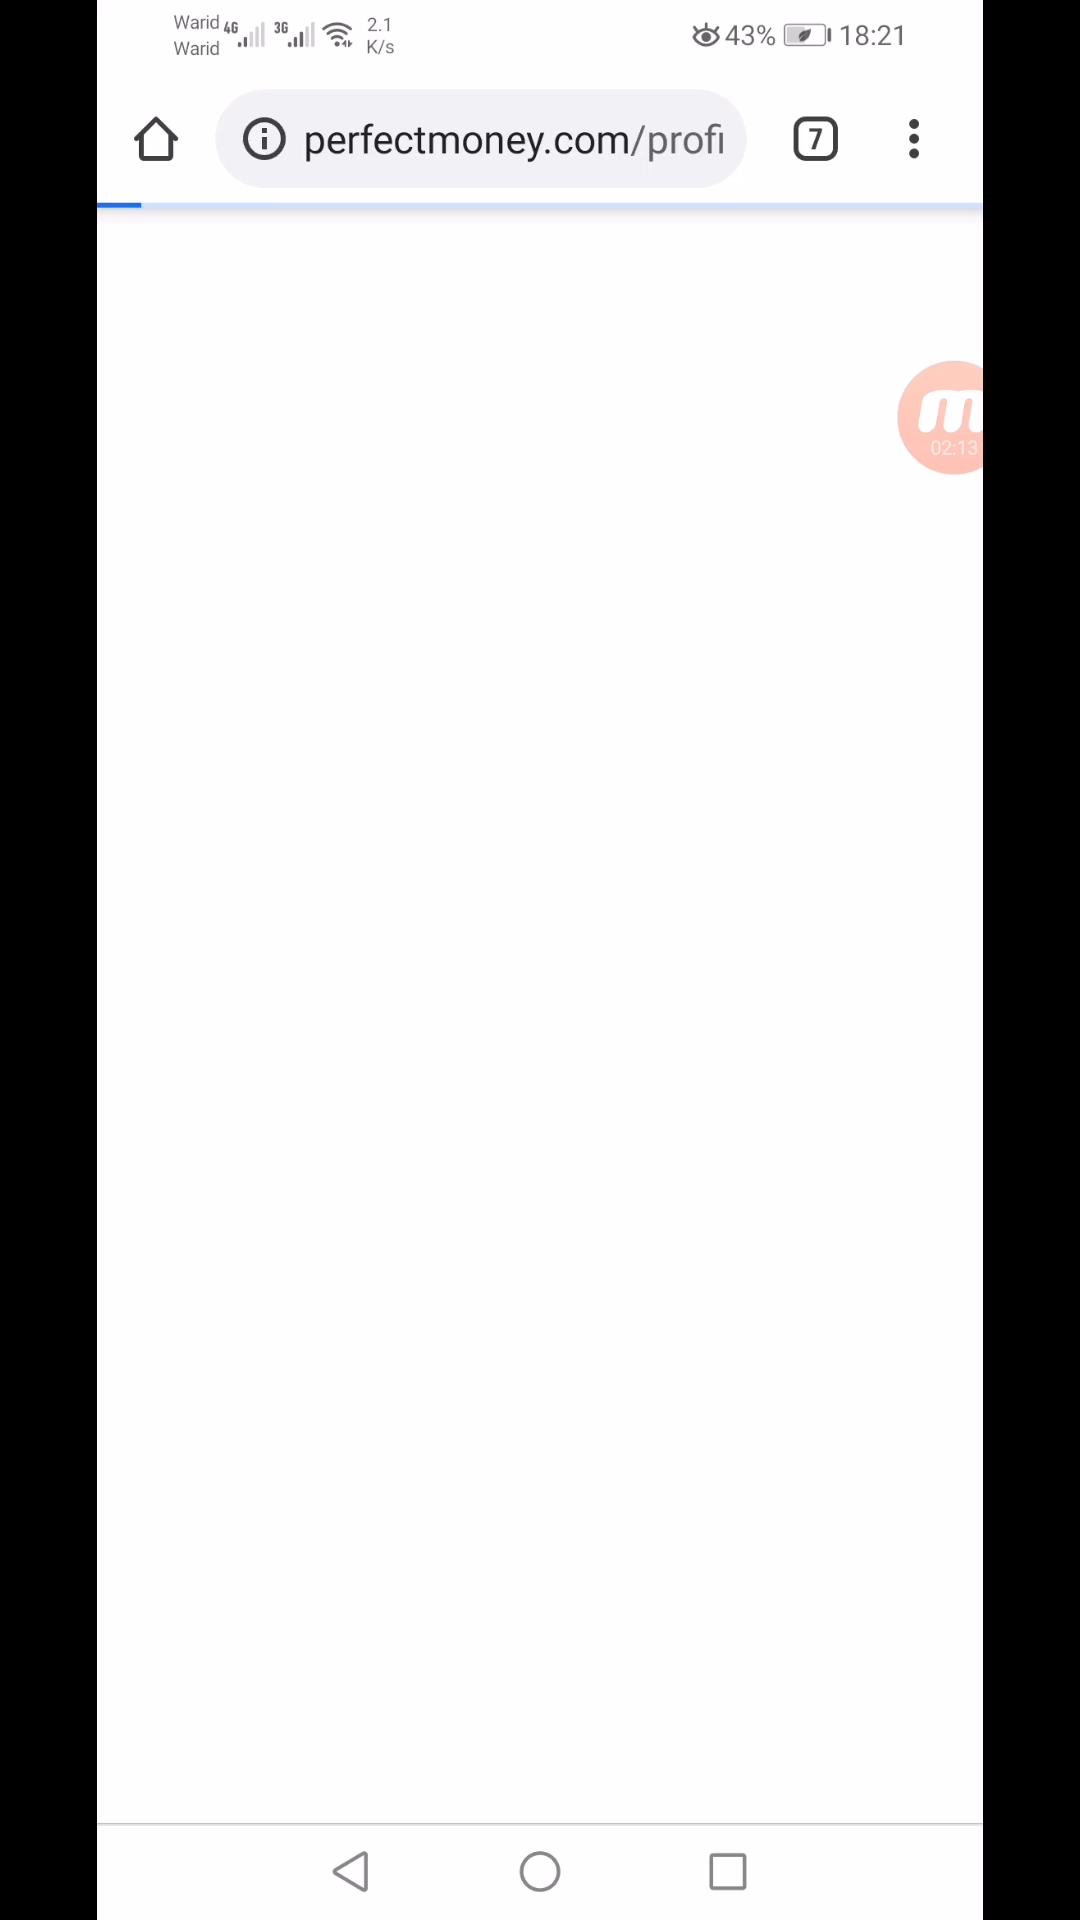 Warid 4G 3G 2.1
Warid K/s
43% 18:21
perfectmoney.com/profi
7
m
02:13